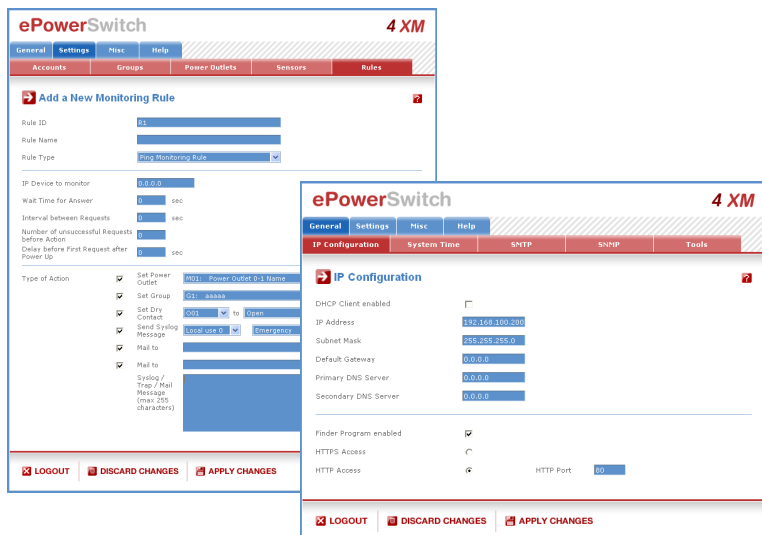 ePowerSwitch 4 XM
General Settings Misc Help
Accounts Groups Power Outlets Sensors Rules
Add a New Monitoring Rule
Rule ID R1
Rule Name
Rule Type Ping Monitoring Rule
IP Device to monitor 0.0.0.0
Wait Time for Answer 0 sec
Interval between Requests 0 sec
Number of unsuccessful Requests
before Action 0
Delay before First Request after
Power Up 0 sec
Type of Action Set Power
Outlet M01: Power Outlet 0-1 Name
Set Group G1: aaaaa
Set Dry
Contact O01 to Open
Send Syslog
Message Local use 0 Emergency
Mail to
Mail to
Syslog /
Trap / Mail
Message
(max 255
characters)
LOGOUT DISCARD CHANGES APPLY CHANGES
ePowerSwitch 4 XM
General Settings Misc Help
IP Configuration System Time SMTP SNMP Tools
IP Configuration
DHCP Client enabled
IP Address 192.168.100.200
Subnet Mask 255.255.255.0
Default Gateway 0.0.0.0
Primary DNS Server 0.0.0.0
Secondary DNS Server 0.0.0.0
Finder Program enabled
HTTPS Access
HTTP Access HTTP Port 80
LOGOUT DISCARD CHANGES APPLY CHANGES